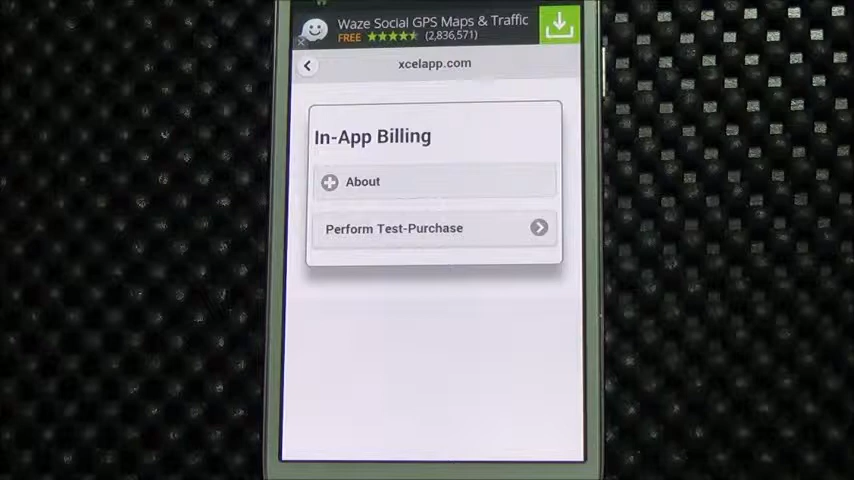 Waze Social GPS Maps & Traffic
FREE (2,836,571)
xcelapp.com
In-App Billing
About
Perform Test-Purchase